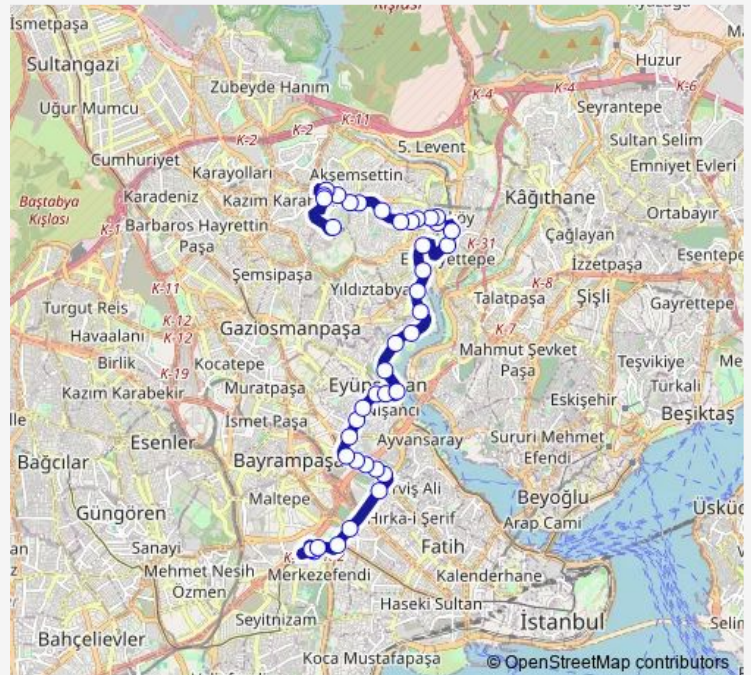 İsmetpaşa
Kışlası
Sultangazi
Huzur
Zübeyde Hanım
K-4
K-4
K-6
Seyrantepe
Uğur Mumcu
K-11
K-2
K-2
Sultan Selim
5. Levent
Cumhuriyet
Emniyet Evleri
Karayolları
Akşemsettin
Karadeniz
Kazım Karar
Kâğıthane
Baştabya
Kışlası
Ortabayır
K-1
Barbaros Hayrettin
Paşa
köy
Çağlayan
K-31
Esentepe
Şemsipaşa
İzzetpaşa
K-11
Yıldıztabya
K-8
Talatpaşa
Şişli
Gayrettepe
Turgut Reis
K-12
Gaziosmanpaşa
K-7
Havaalanı
K-12
Mahmut Şevket
Paşa
Birlik
Kocatepe
Teşvikiye
K-19
Eyüpsultan
Muratpaşa
Türkali
Kazım Karabekir
Eskişehir
Nişancı
Beşiktaş
İsmet Paşa
Esenler
Ayvansaray
Sururi Mehmet
Efendi
Bağcılar
Bayrampaşa
Maltepe
rviş Ali
Beyoğlu
Güngören
Hırka-i Şerif
Arap Cami
Sanayi
Fatih
Mehmet Nesih
Özmen
Merkezefendi
Kalenderhane
Haseki Sultan
Seyitnizam
İstanbul
Bahçelievler
Koca Mustafapaşa
© OpenStreetMap contributors